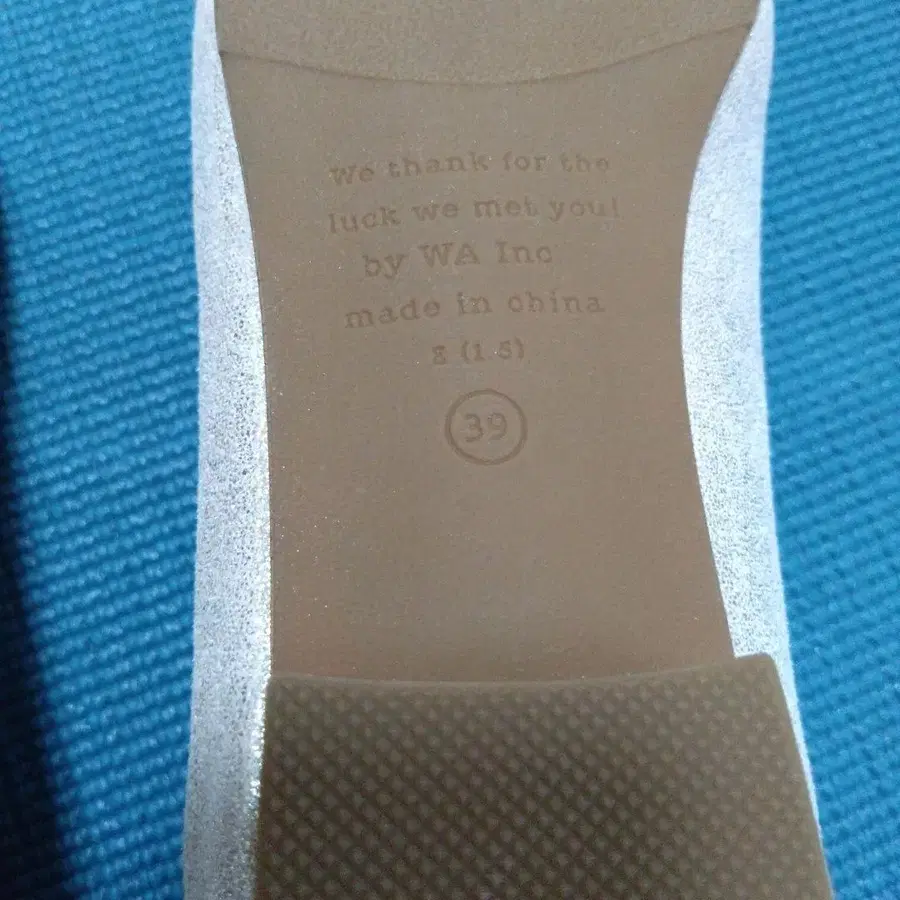 We thank for the
luck we met you!
by WA Inc
made in china
g (1.5)
39